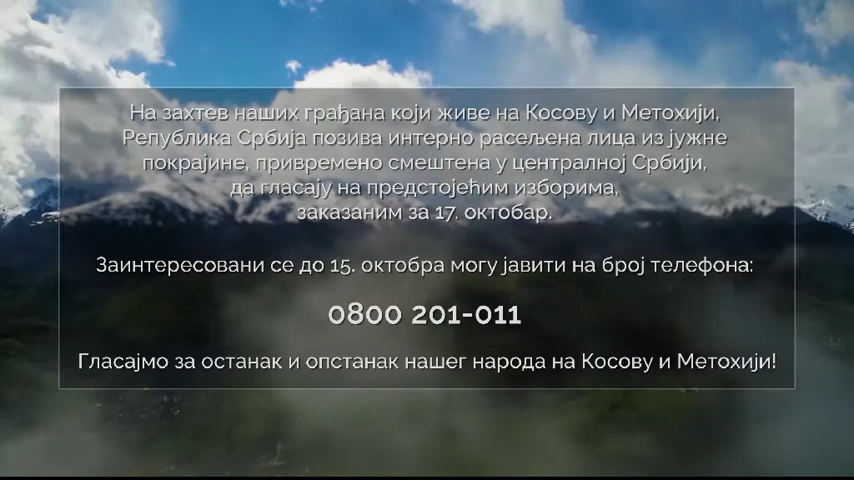 На захтев наших грађана који живе на Косову и Метохији,
Република Србија позива интерно расељена лица из јужне
покрајине, привремено смештена у централној Србији,
да гласају на предстојећим изборима,
заказаним за 17. октобар.
Заинтересовани се до 15. октобра могу јавити на број телефона:
0800 201-011
Гласајмо за останак и опстанак нашег народа на Косову и Метохији!